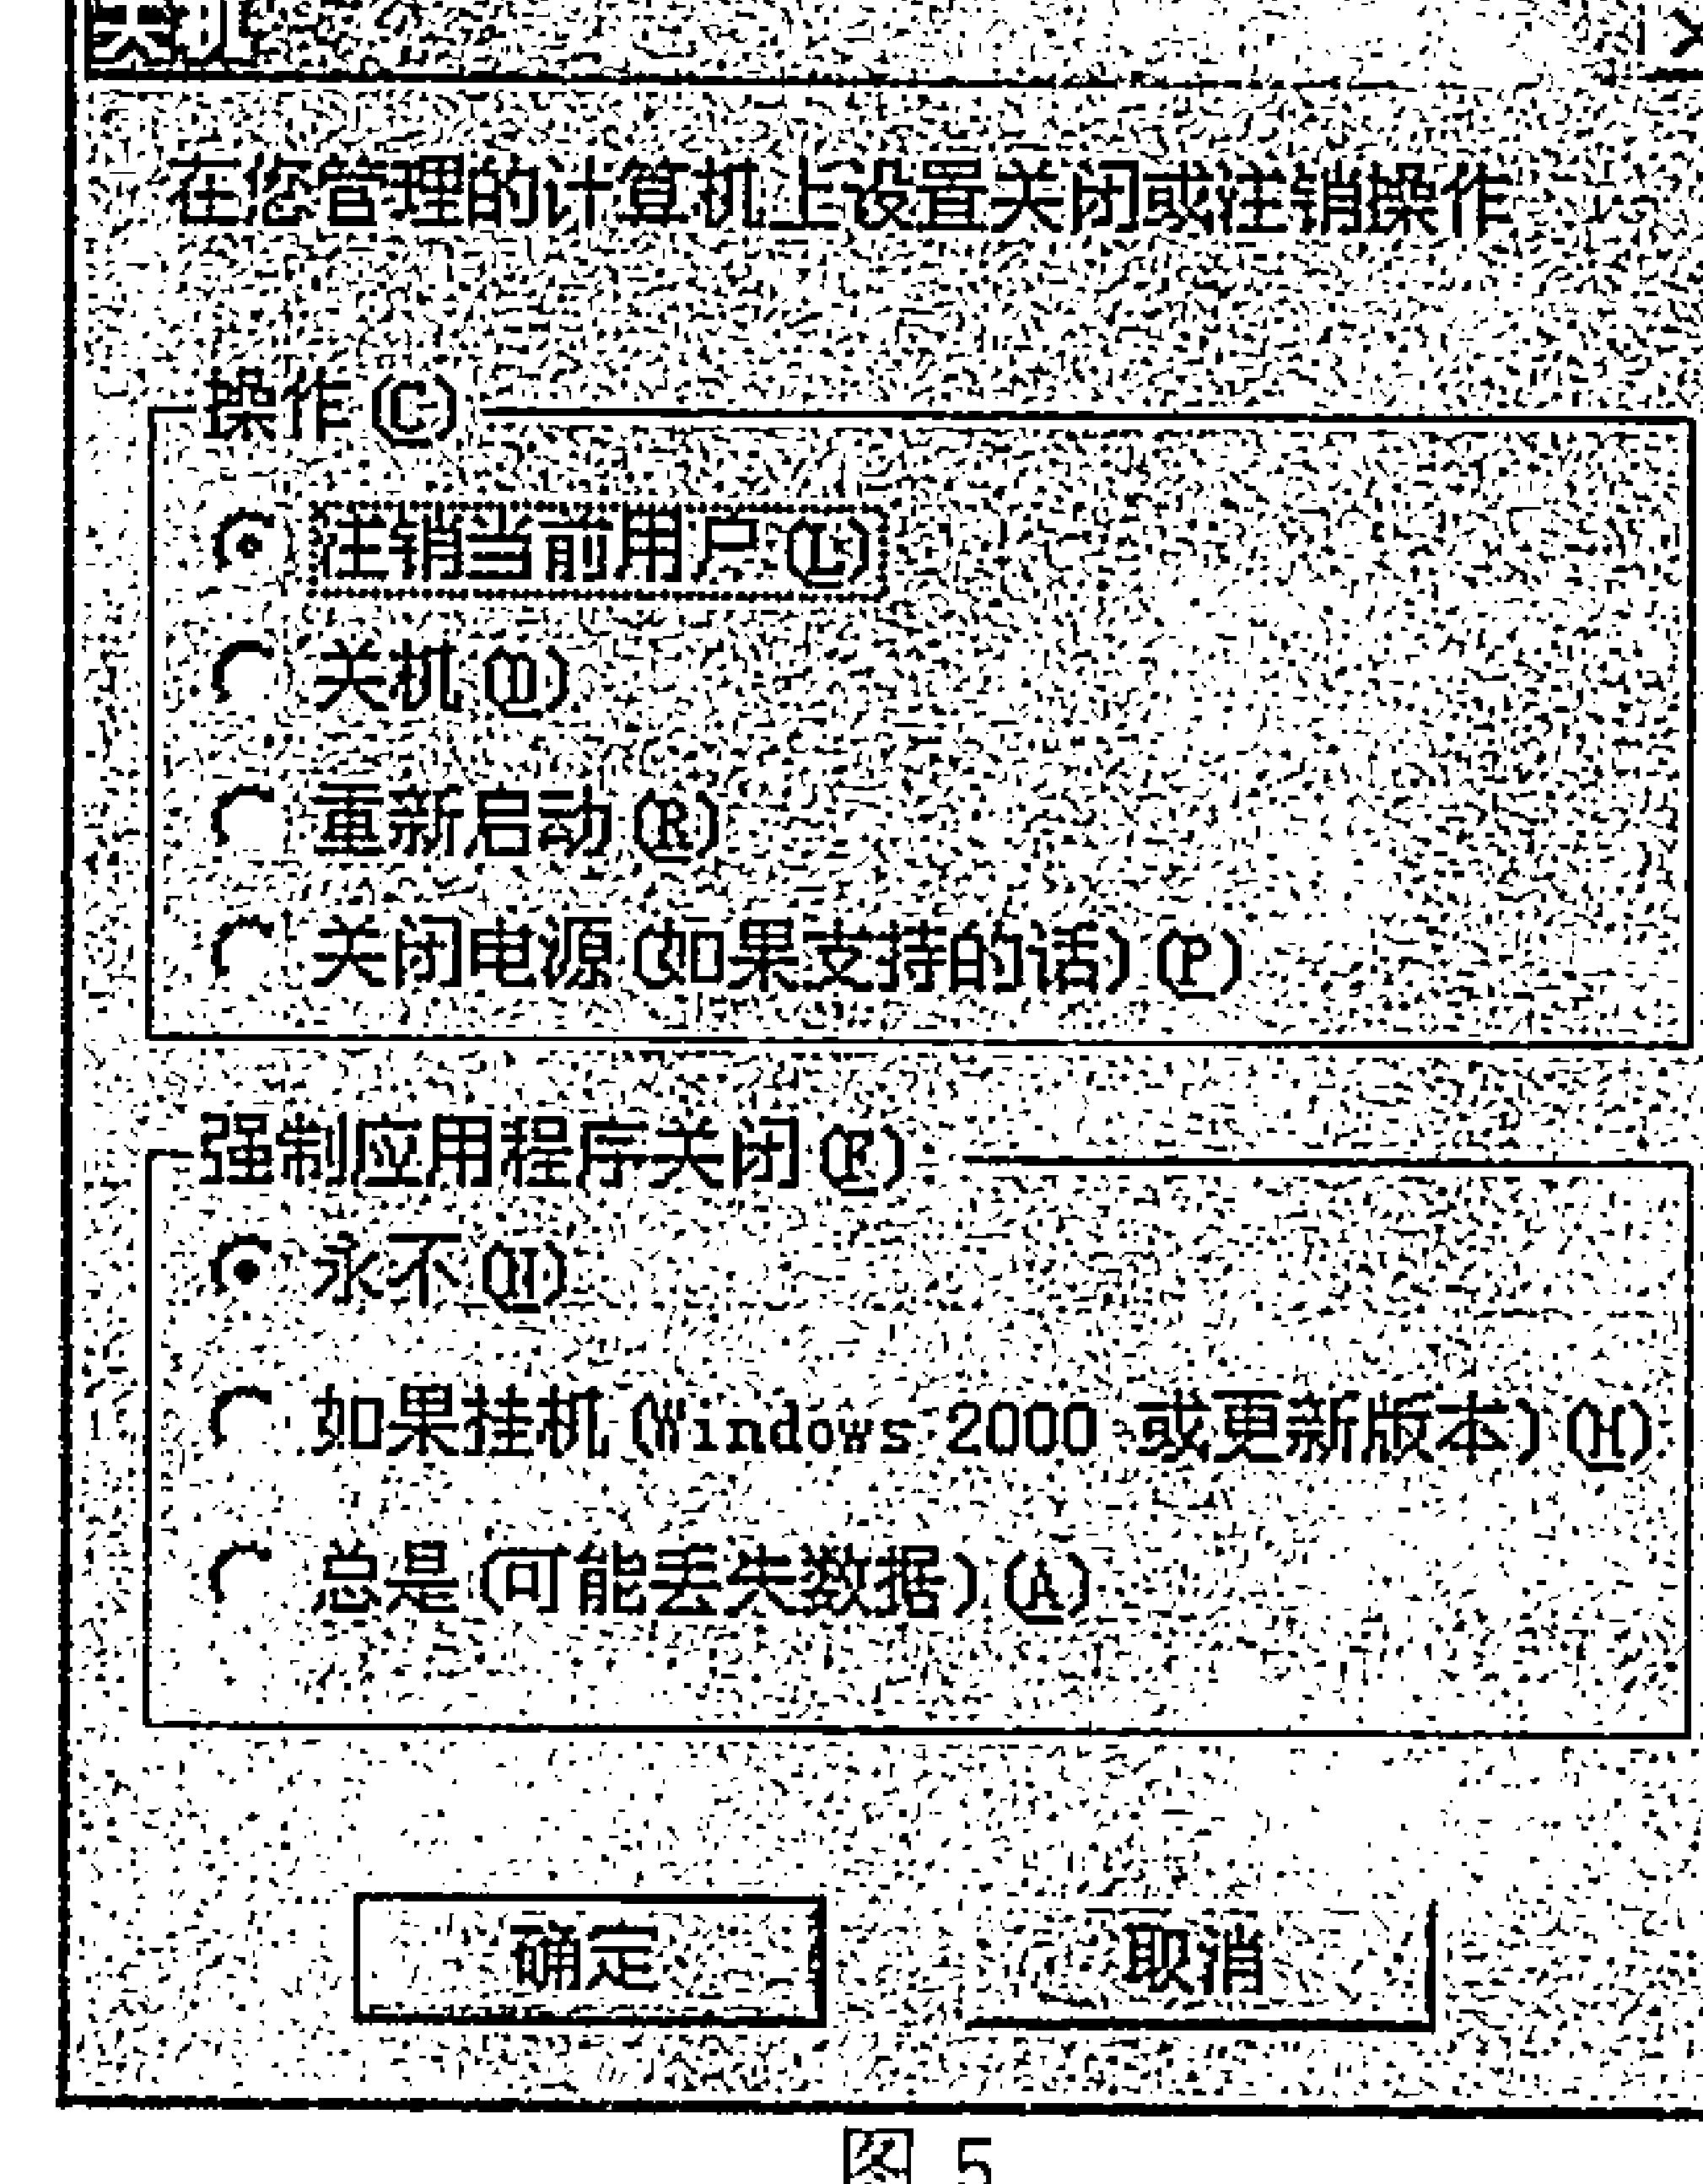 关机
在您管理的计算机上设置关闭或注销操作
操作(C)
注销当前用户(L)
关机(D)
重新启动(R)
关闭电源(如果支持的话)(P)
强制应用程序关闭(F)
永不(N)
如果挂机(Windows 2000 或更新版本)(H)
总是(可能丢失数据)(A)
确定
取消
图 5